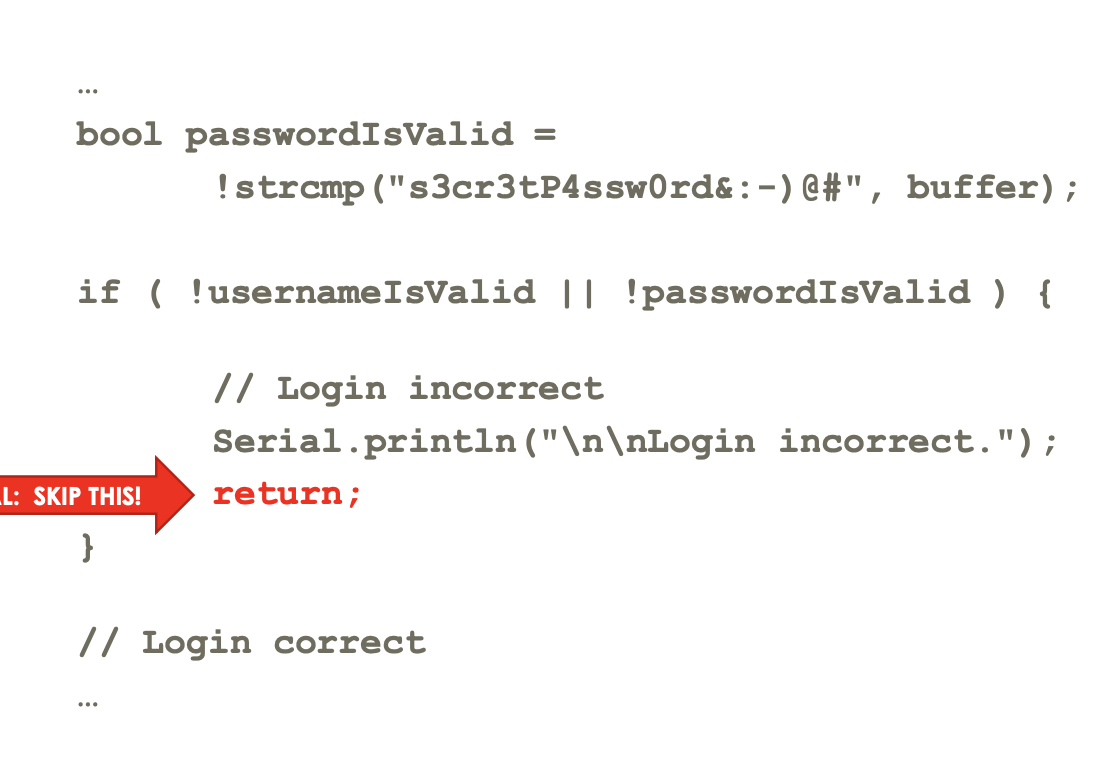 …
bool passwordIsValid =
!strcmp("s3cr3tP4ssw0rd&:-)@#", buffer);
if ( !usernameIsValid || !passwordIsValid ) {
// Login incorrect
Serial.println("\n\nLogin incorrect.");
SKIP THIS! return;
}
// Login correct
…